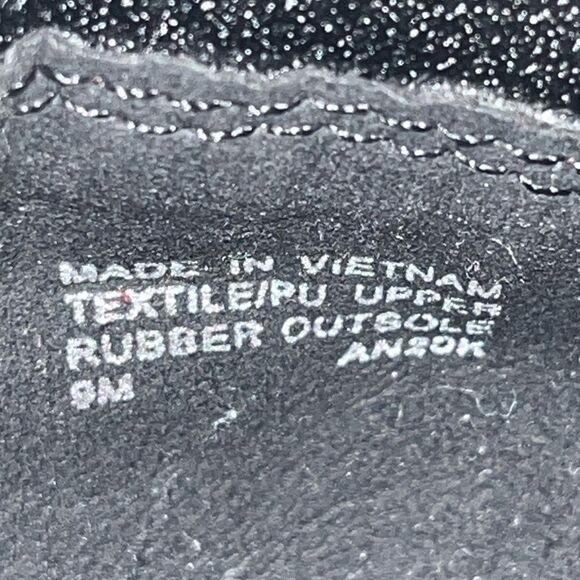 MADE IN VIETNAM
TEXTILE/PU UPPER
RUBBER OUTSOLE
AN20K
9M